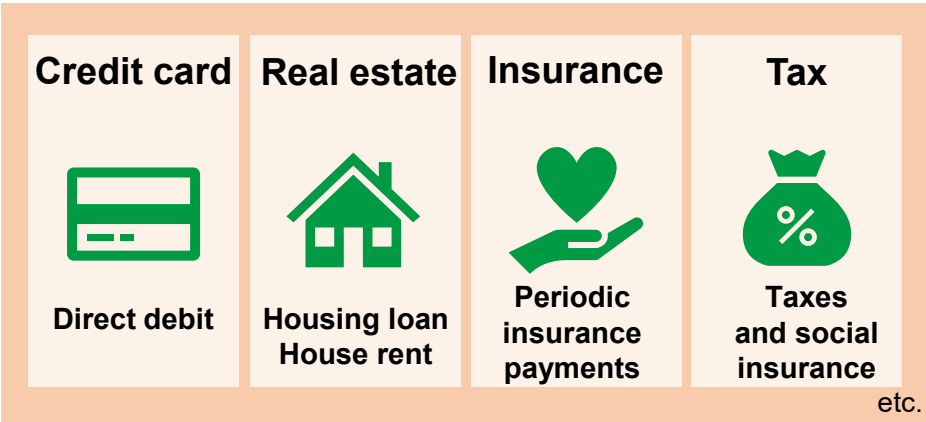 Credit card
Direct debit
Real estate
Housing loan
House rent
Insurance
Periodic
insurance
payments
Tax
%
Taxes
and social
insurance
etc.